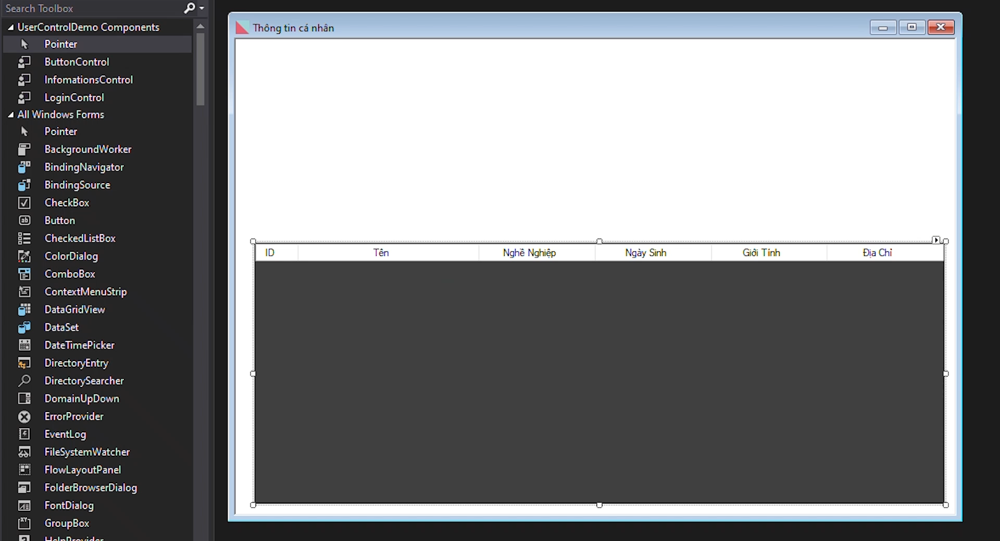 Search Toolbox
UserControlDemo Components
Pointer
ButtonControl
InfomationsControl
LoginControl
All Windows Forms
Pointer
BackgroundWorker
BindingNavigator
BindingSource
CheckBox
Button
CheckedListBox
ColorDialog
ComboBox
ContextMenuStrip
DataGridView
DataSet
DateTimePicker
DirectoryEntry
DirectorySearcher
DomainUpDown
ErrorProvider
EventLog
FileSystemWatcher
FlowLayoutPanel
FolderBrowserDialog
FontDialog
GroupBox
HelpProvider
Thông tin cá nhân
ID Tên Nghề Nghiệp Ngày Sinh Giới Tính Địa Chỉ